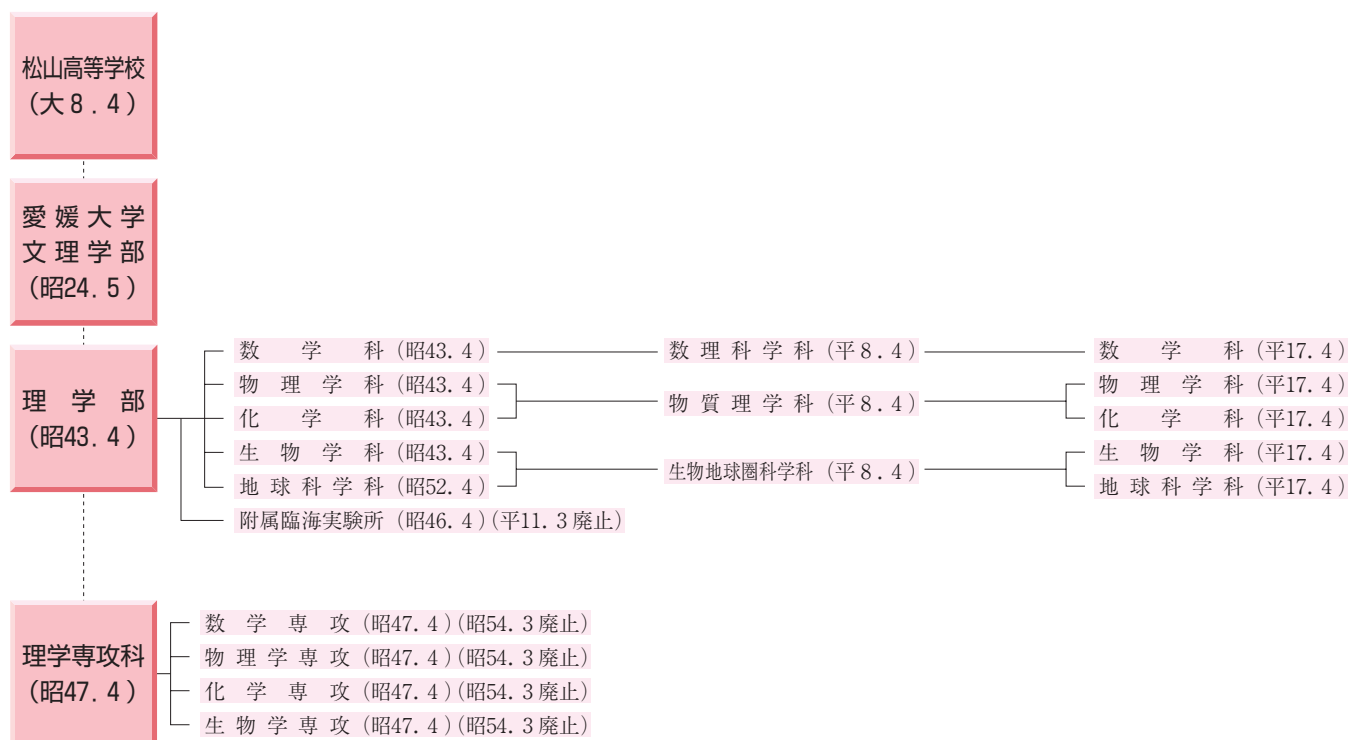 松山高等学校
(大8.4)
愛媛大学
文理学部
(昭24.5)
理学部
(昭43.4)
数学科(昭43.4) 数理科学科(平8.4) 数学科(平17.4)
物理学科(昭43.4) 物理学科(平17.4)
物質理学科(平8.4)
化学科(昭43.4) 化学科(平17.4)
生物学科(昭43.4) 生物学科(平17.4)
生物地球圏科学科(平8.4)
地球科学科(昭52.4) 地球科学科(平17.4)
附属臨海実験所(昭46.4)(平11.3廃止)
理学専攻科
(昭47.4)
数学専攻(昭47.4)(昭54.3廃止)
物理学専攻(昭47.4)(昭54.3廃止)
化学専攻(昭47.4)(昭54.3廃止)
生物学専攻(昭47.4)(昭54.3廃止)